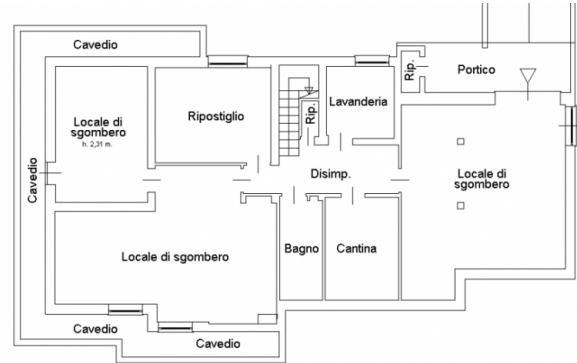 Cavedio
Rip.
Portico
Locale di
sgombero
h. 2,31 m.
Ripostiglio
Rip.
Lavanderia
Cavedio
Disimp.
Locale di
sgombero
Locale di sgombero
Bagno
Cantina
Cavedio
Cavedio